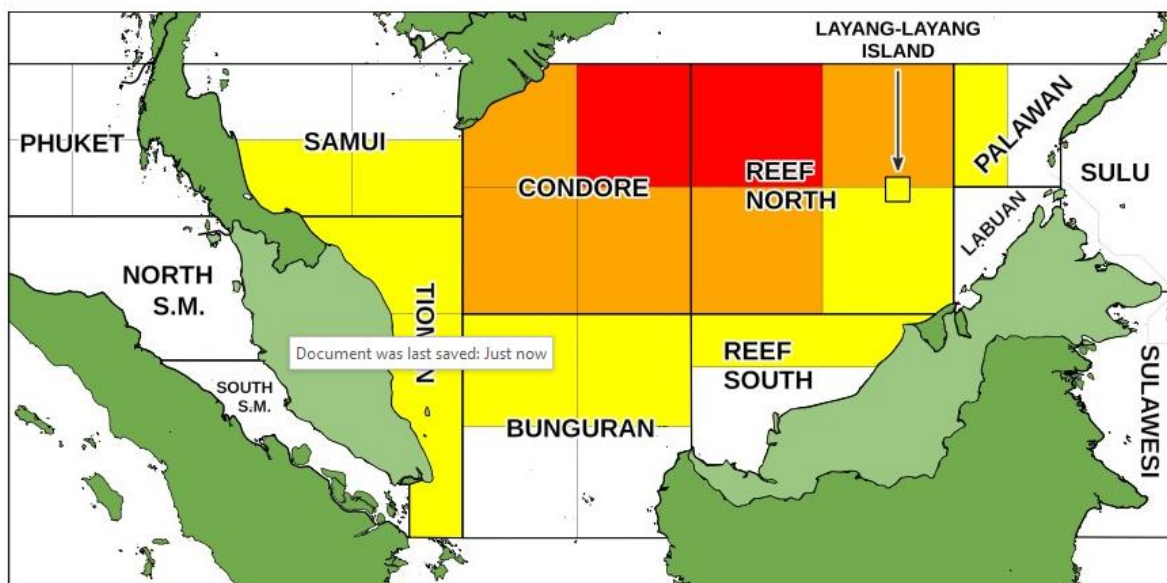 LAYANG-LAYANG
ISLAND
PHUKET
SAMUI
CONDORE
REEF
NORTH
PALAWAN
SULU
LABUAN
NORTH
S.M.
TIOM N
Document was last saved: Just now
REEF
SOUTH
SOUTH
S.M.
BUNGURAN
SULAWESI